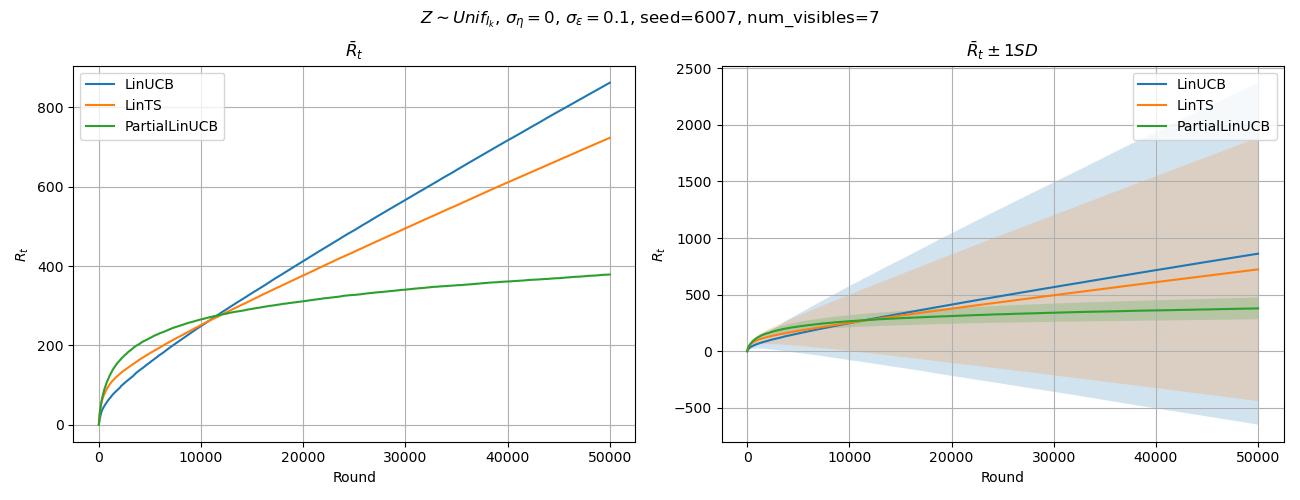 Z ∼ Unif_{I_k}, σ_η = 0, σ_ε = 0.1, seed=6007, num_visibles=7
R̄_t
LinUCB
LinTS
PartialLinUCB
800
600
400
200
0
R_t
0 10000 20000 30000 40000 50000
Round
R̄_t ± 1SD
LinUCB
LinTS
PartialLinUCB
2500
2000
1500
1000
500
0
−500
R_t
0 10000 20000 30000 40000 50000
Round